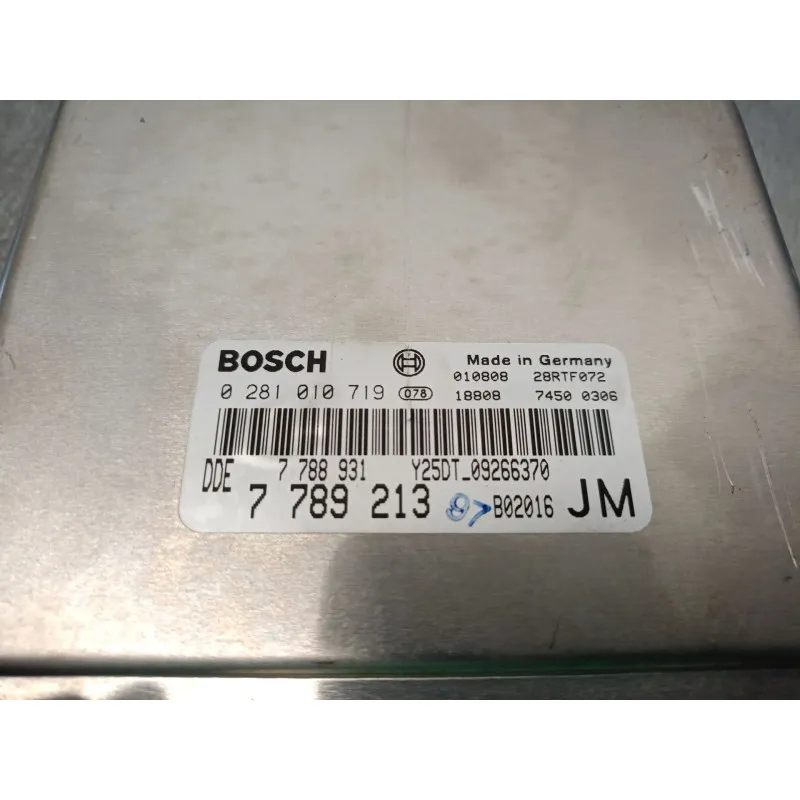 BOSCH Made in Germany
010808 28RTF072
0 281 010 719 078 18808 7450 0306
DDE 7 788 931 Y25DT_09266370
7 789 213 97 B02016 JM